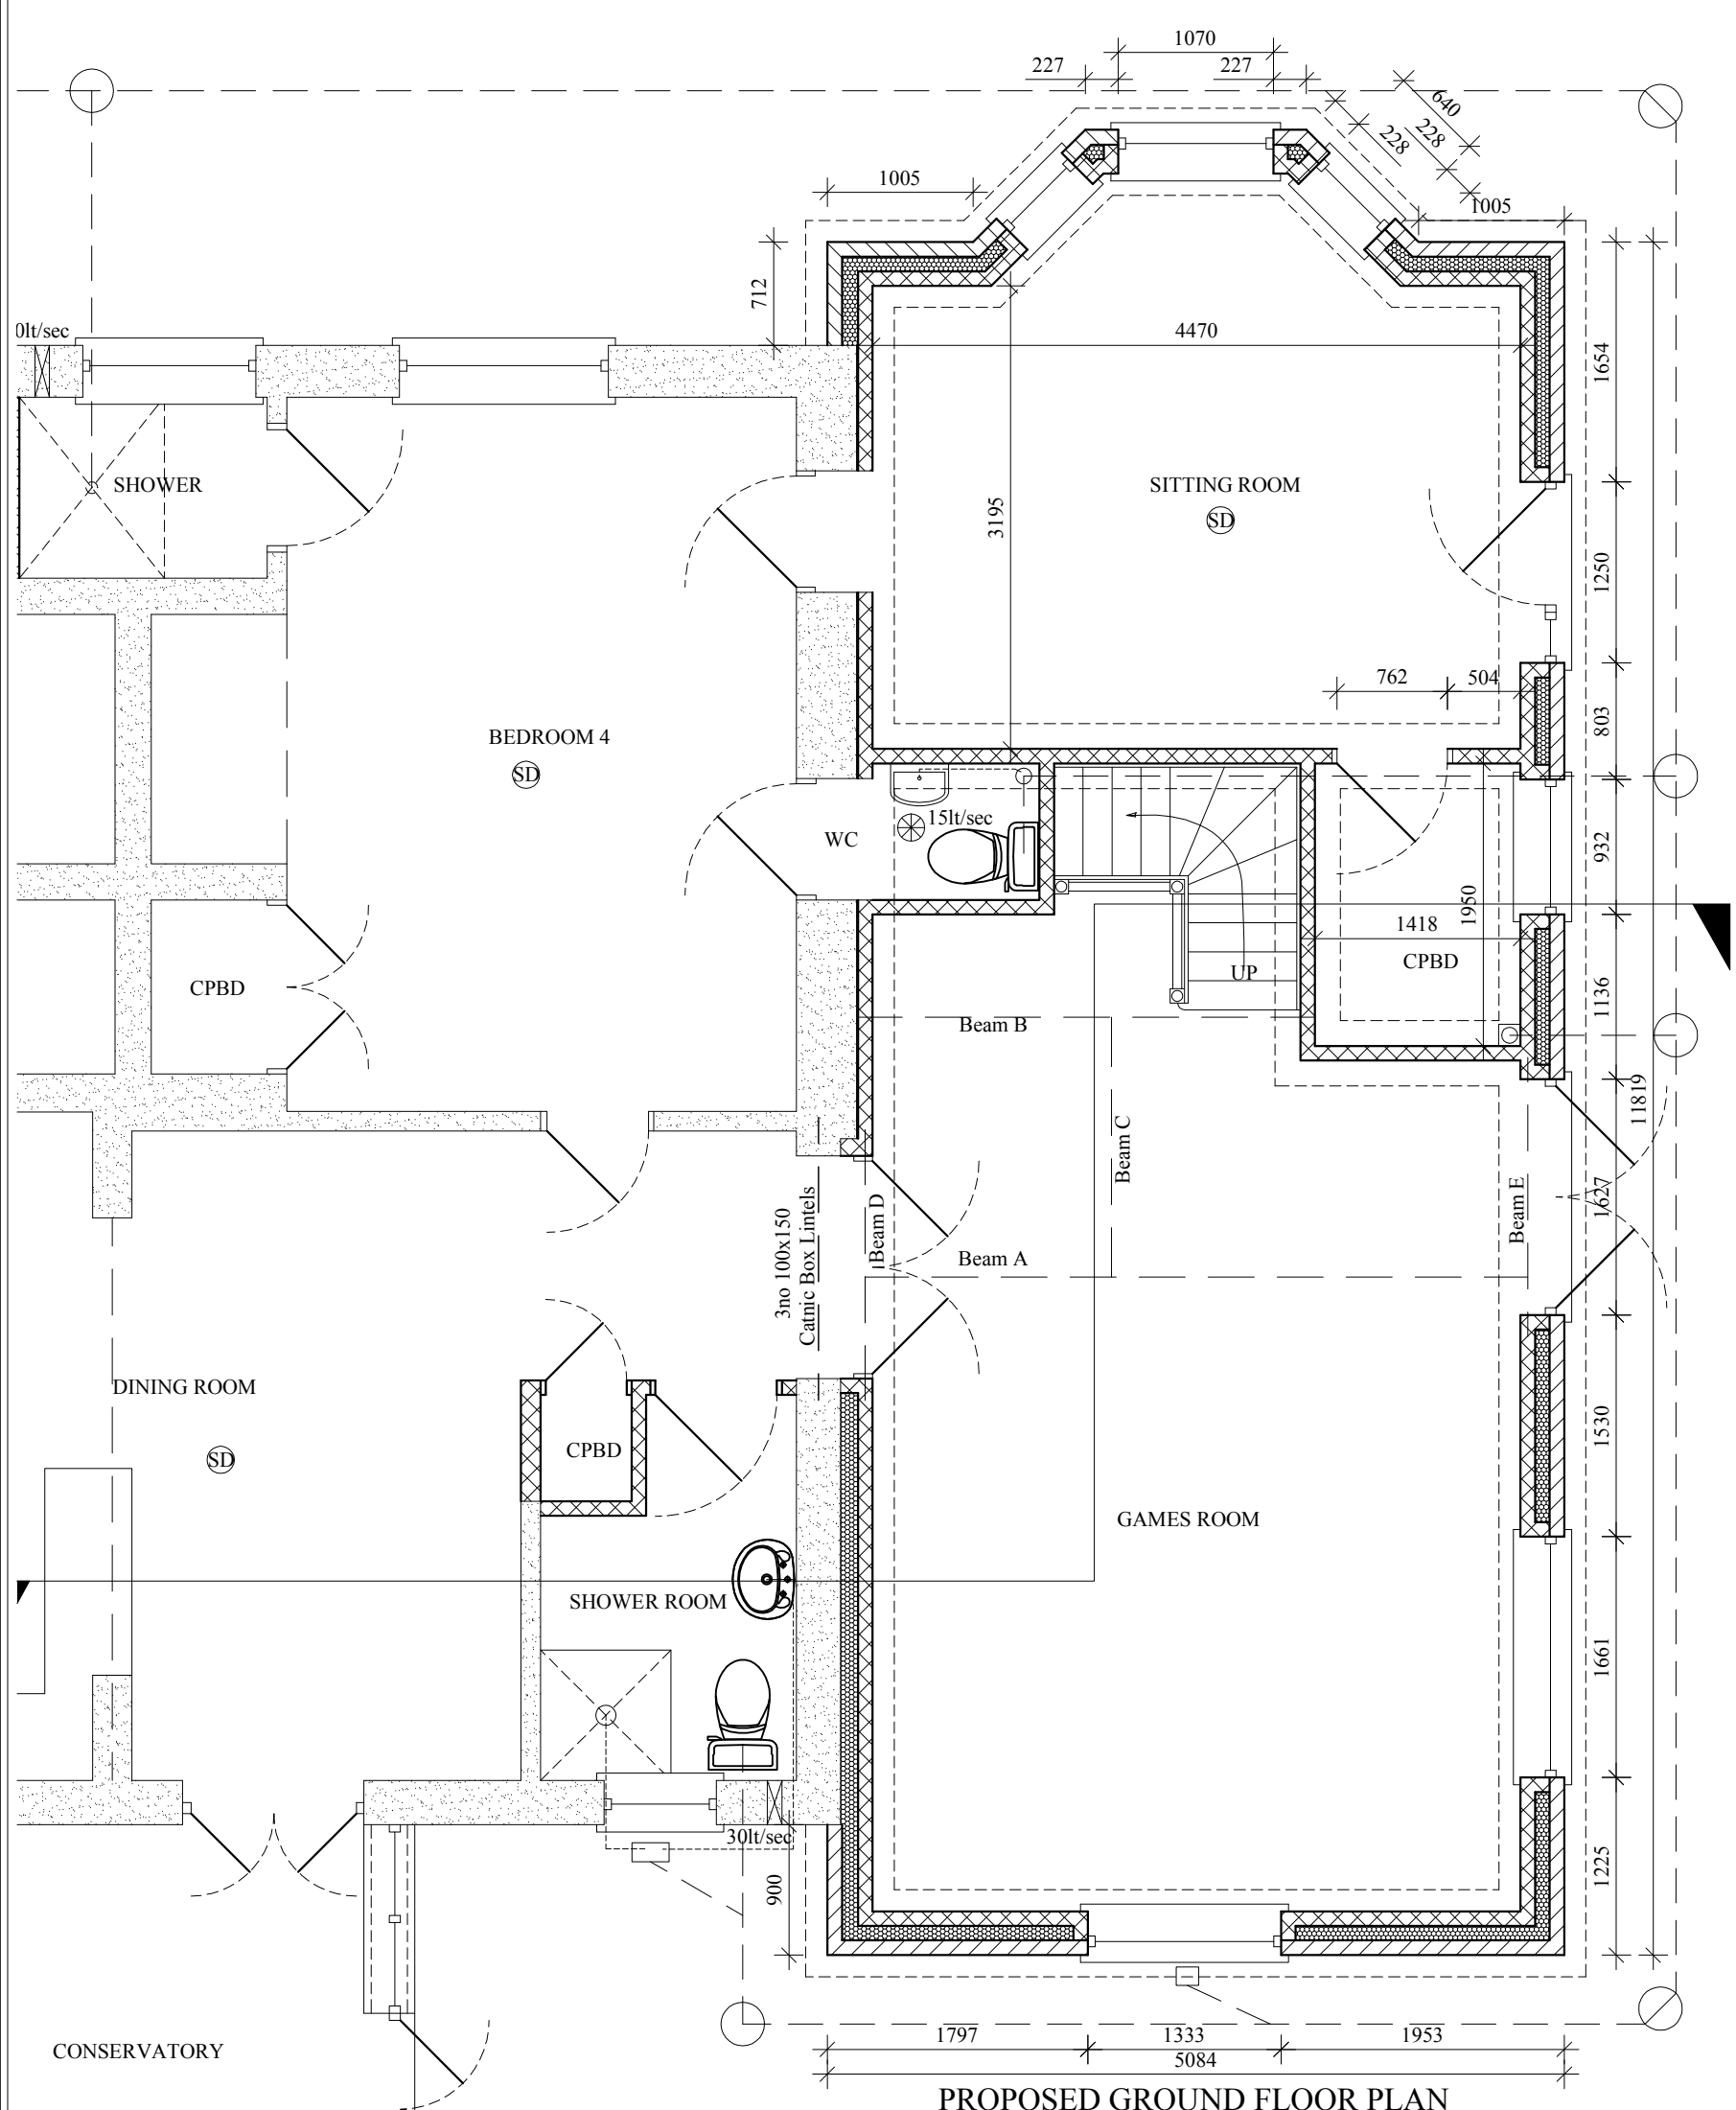 1070
227
227
640
228
228
1005
1005
712
4470
1654
0lt/sec
SHOWER
SITTING ROOM
SD
3195
1250
762
504
803
BEDROOM 4
SD
15lt/sec
WC
932
1950
1418
CPBD
UP
CPBD
1136
Beam B
11819
Beam C
Beam D
Beam E
1627
3no 100x150
Catnic Box Lintels
Beam A
DINING ROOM
SD
CPBD
1530
GAMES ROOM
SHOWER ROOM
1661
30lt/sec
900
1225
CONSERVATORY
1797
1333
1953
5084
PROPOSED GROUND FLOOR PLAN